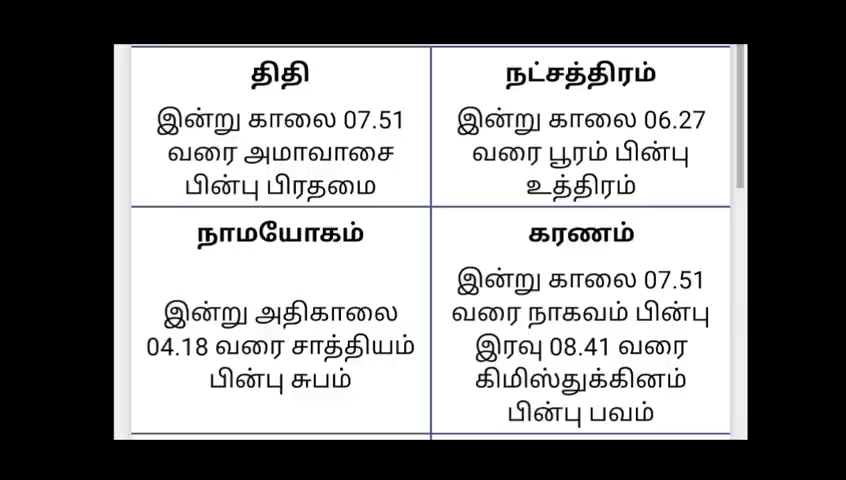 திதி
இன்று காலை 07.51
வரை அமாவாசை
பின்பு பிரதமை
நட்சத்திரம்
இன்று காலை 06.27
வரை பூரம் பின்பு
உத்திரம்
நாமயோகம்
இன்று அதிகாலை
04.18 வரை சாத்தியம்
பின்பு சுபம்
கரணம்
இன்று காலை 07.51
வரை நாகவம் பின்பு
இரவு 08.41 வரை
கிமிஸ்துக்கினம்
பின்பு பவம்